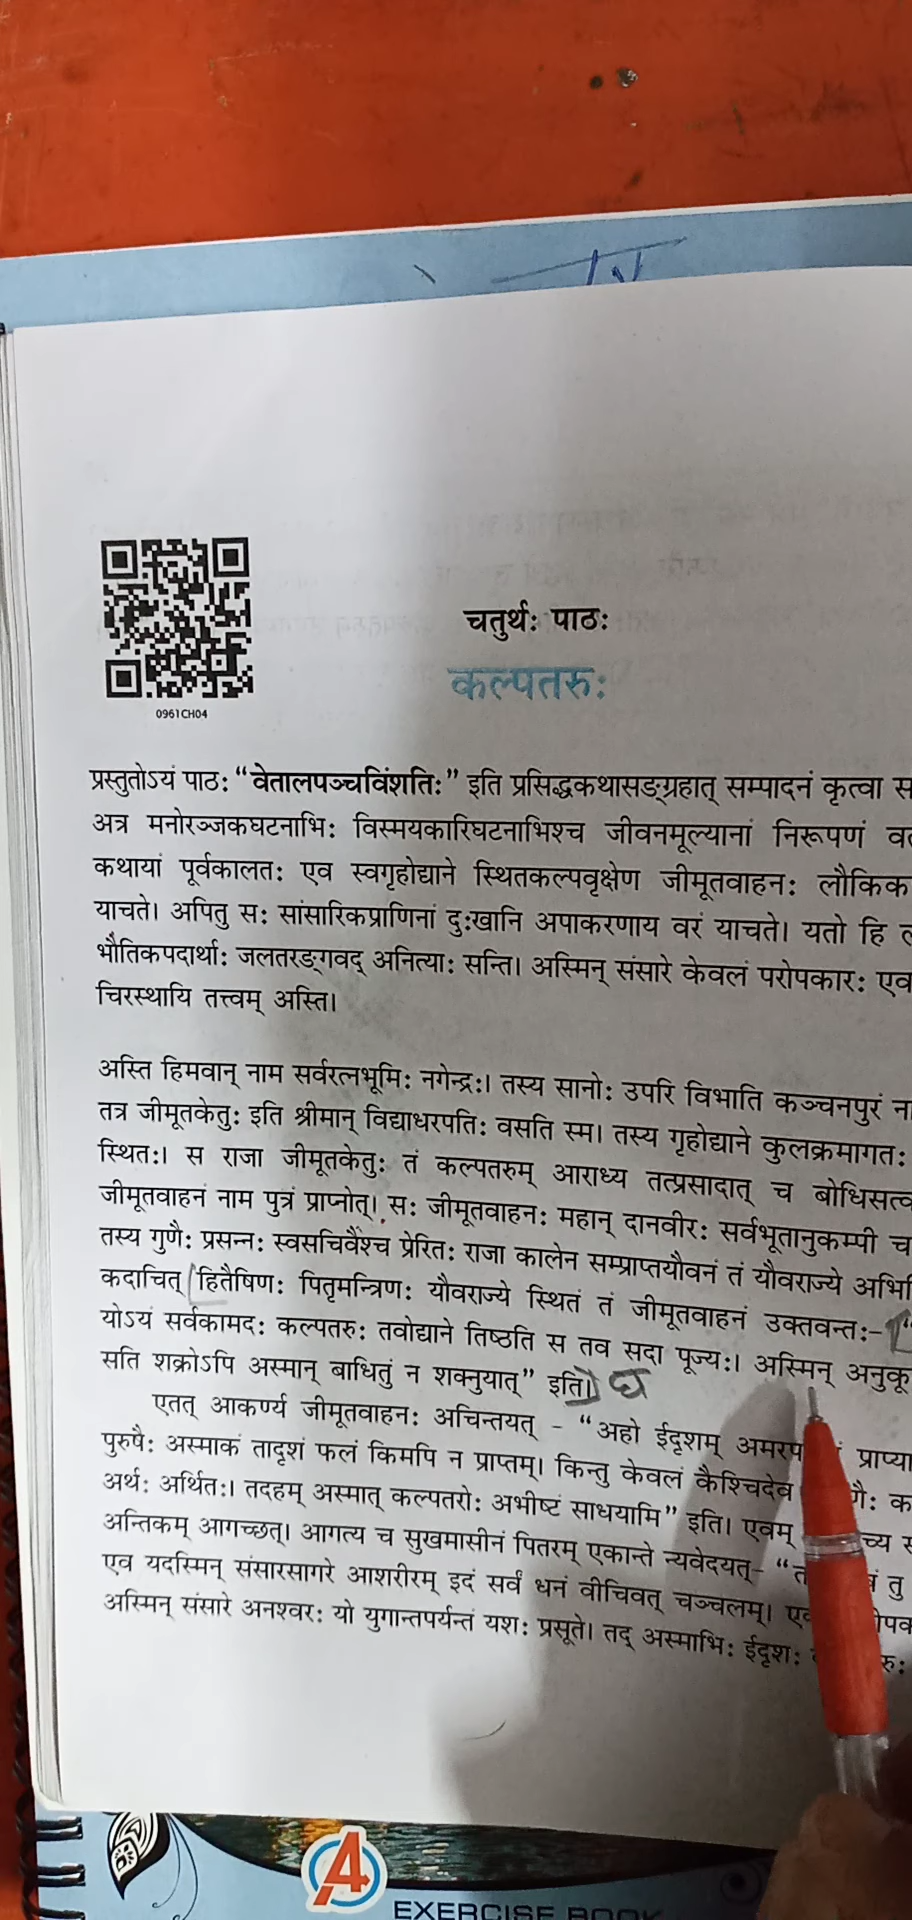 चतुर्थः पाठः
कल्पतरुः
0961CH04
प्रस्तुतोऽयं पाठः “वेतालपञ्चविंशतिः” इति प्रसिद्धकथासङ्ग्रहात् सम्पादनं कृत्वा
अत्र मनोरञ्जकघटनाभिः विस्मयकारिघटनाभिश्च जीवनमूल्यानां निरूपणं
कथायां पूर्वकालतः एव स्वगृहोद्याने स्थितकल्पवृक्षेण जीमूतवाहनः लौकिक
याचते। अपितु सः सांसारिकप्राणिनां दुःखानि अपाकरणाय वरं याचते। यतो हि
भौतिकपदार्थाः जलतरङ्गवद् अनित्याः सन्ति। अस्मिन् संसारे केवलं परोपकारः एव
चिरस्थायि तत्त्वम् अस्ति।
अस्ति हिमवान् नाम सर्वरत्नभूमिः नगेन्द्रः। तस्य सानोः उपरि विभाति कञ्चनपुरं
तत्र जीमूतकेतुः इति श्रीमान् विद्याधरपतिः वसति स्म। तस्य गृहोद्याने कुलक्रमागतः
स्थितः। स राजा जीमूतकेतुः तं कल्पतरुम् आराध्य तत्प्रसादात् च बोधिसत्व
जीमूतवाहनं नाम पुत्रं प्राप्नोत्। सः जीमूतवाहनः महान् दानवीरः सर्वभूतानुकम्पी च
तस्य गुणैः प्रसन्नः स्वसचिवैश्च प्रेरितः राजा कालेन सम्प्राप्तयौवनं तं यौवराज्ये
कदाचित् हितैषिणः पितृमन्त्रिणः यौवराज्ये स्थितं तं जीमूतवाहनं उक्तवन्तः- “
योऽयं सर्वकामदः कल्पतरुः तवोद्याने तिष्ठति स तव सदा पूज्यः। अस्मिन् अनुकू
सति शक्रोऽपि अस्मान् बाधितुं न शक्नुयात्” इति। घ
एतत् आकर्ण्य जीमूतवाहनः अचिन्तयत् - “अहो ईदृशम्
पुरुषैः अस्माकं तादृशं फलं किमपि न प्राप्तम्। किन्तु केवलं कैश्चिदेव
अर्थः अर्थितः। तदहम् अस्मात् कल्पतरोः अभीष्टं साधयामि” इति। एवम्
अन्तिकम् आगच्छत्। आगत्य च सुखमासीनं पितरम् एकान्ते न्यवेदयत्- “ तु
एव यदस्मिन् संसारसागरे आशरीरम् इदं सर्वं धनं वीचिवत् चञ्चलम्।
अस्मिन् संसारे अनश्वरः यो युगान्तपर्यन्तं यशः प्रसूते। तद् अस्माभिः ईदृशः
A
EXERCISE BOOK